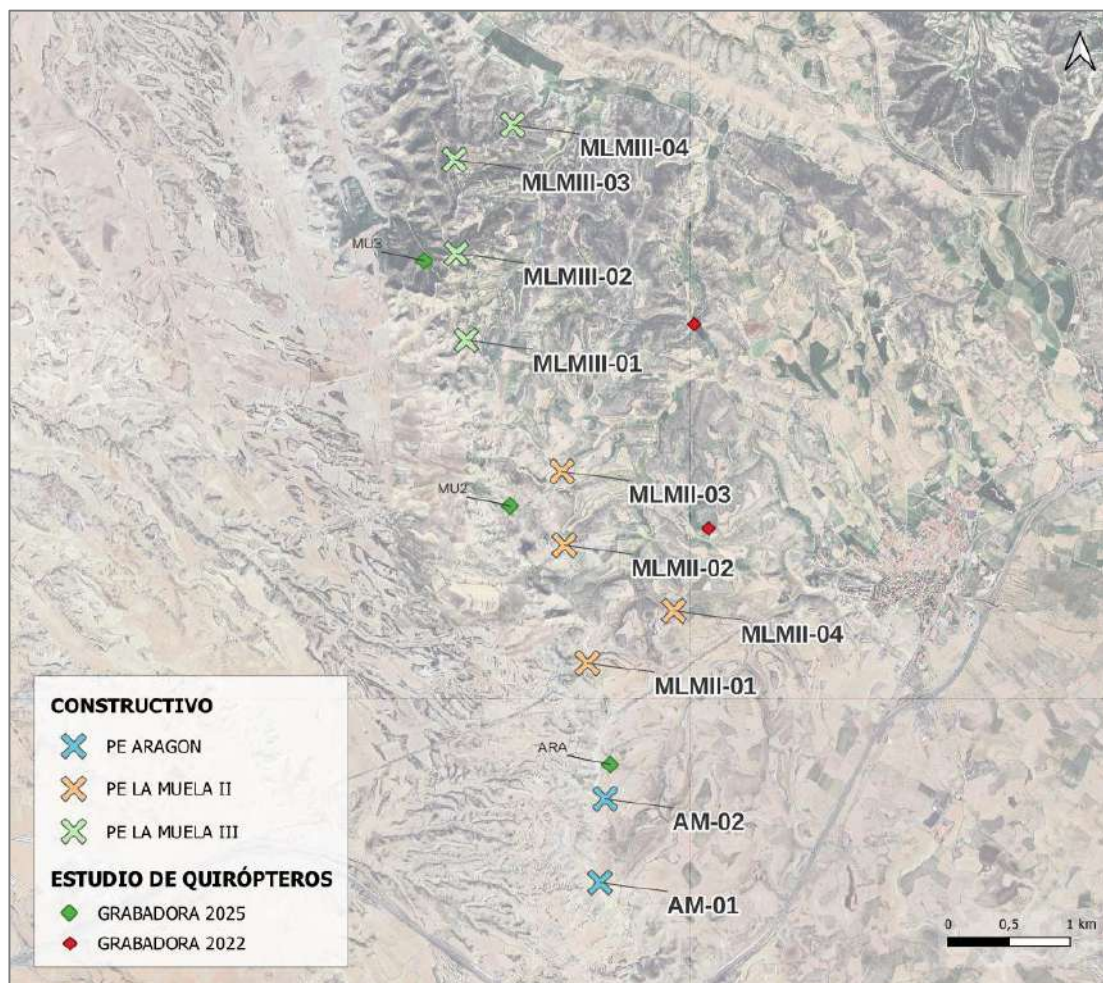 MLMIII-04
MLMIII-03
MU3
MLMIII-02
MLMIII-01
MLMII-03
MU2
MLMII-02
MLMII-04
MLMII-01
ARA
AM-02
AM-01
CONSTRUCTIVO
PE ARAGON
PE LA MUELA II
PE LA MUELA III
ESTUDIO DE QUIRÓPTEROS
GRABADORA 2025
GRABADORA 2022
0 0,5 1 km